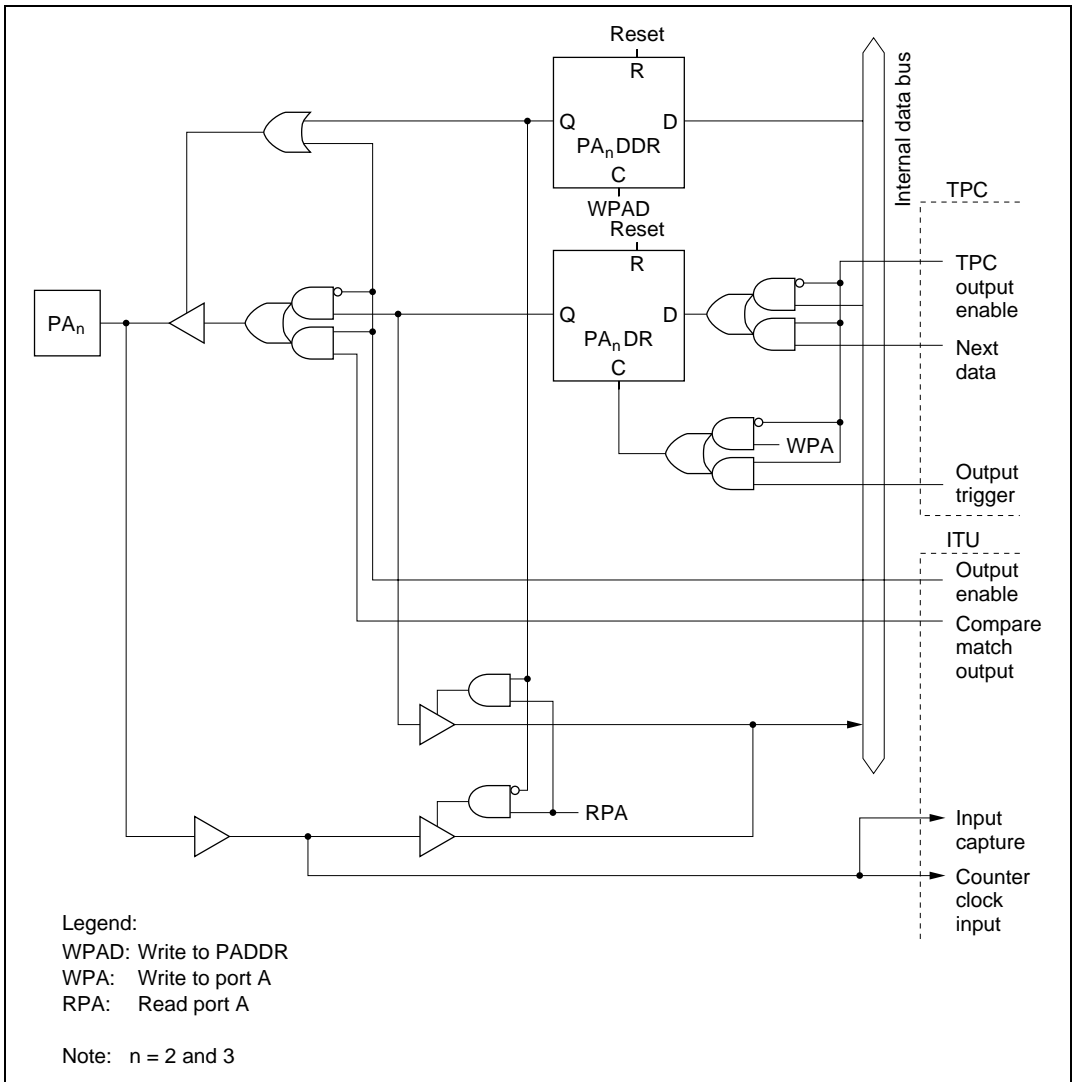 Reset
R
Q
D
PAnDDR
C
WPAD
Internal data bus
TPC
Reset
R
TPC
output
enable
PAn
Q
D
PAnDR
C
Next
data
WPA
Output
trigger
ITU
Output
enable
Compare
match
output
RPA
Input
capture
Counter
clock
input
Legend:
WPAD: Write to PADDR
WPA: Write to port A
RPA: Read port A
Note: n = 2 and 3